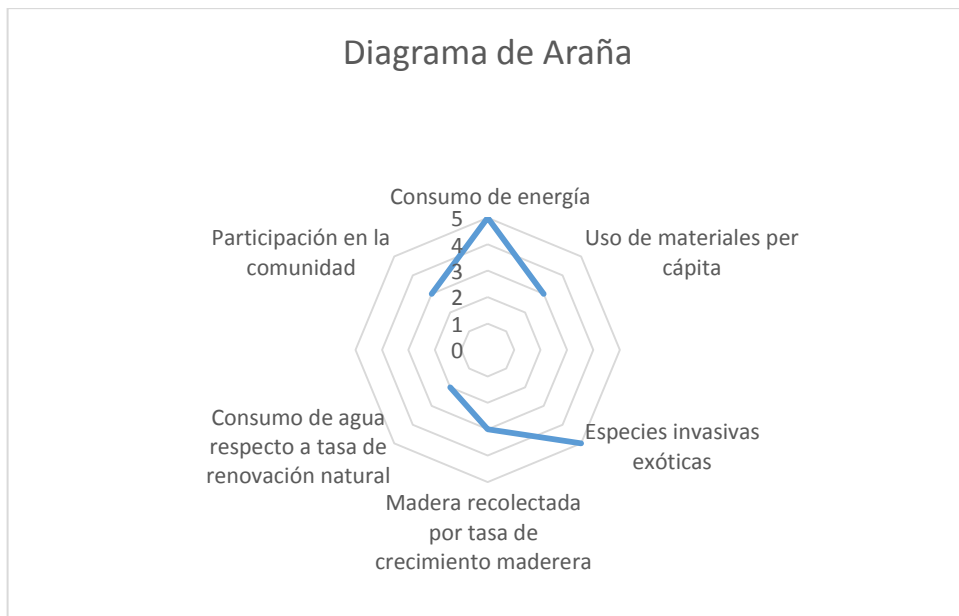 Diagrama de Araña
Consumo de energía
Uso de materiales per
cápita
Especies invasivas
exóticas
Madera recolectada
por tasa de
crecimiento maderera
Consumo de agua
respecto a tasa de
renovación natural
Participación en la
comunidad
5
4
3
2
1
0